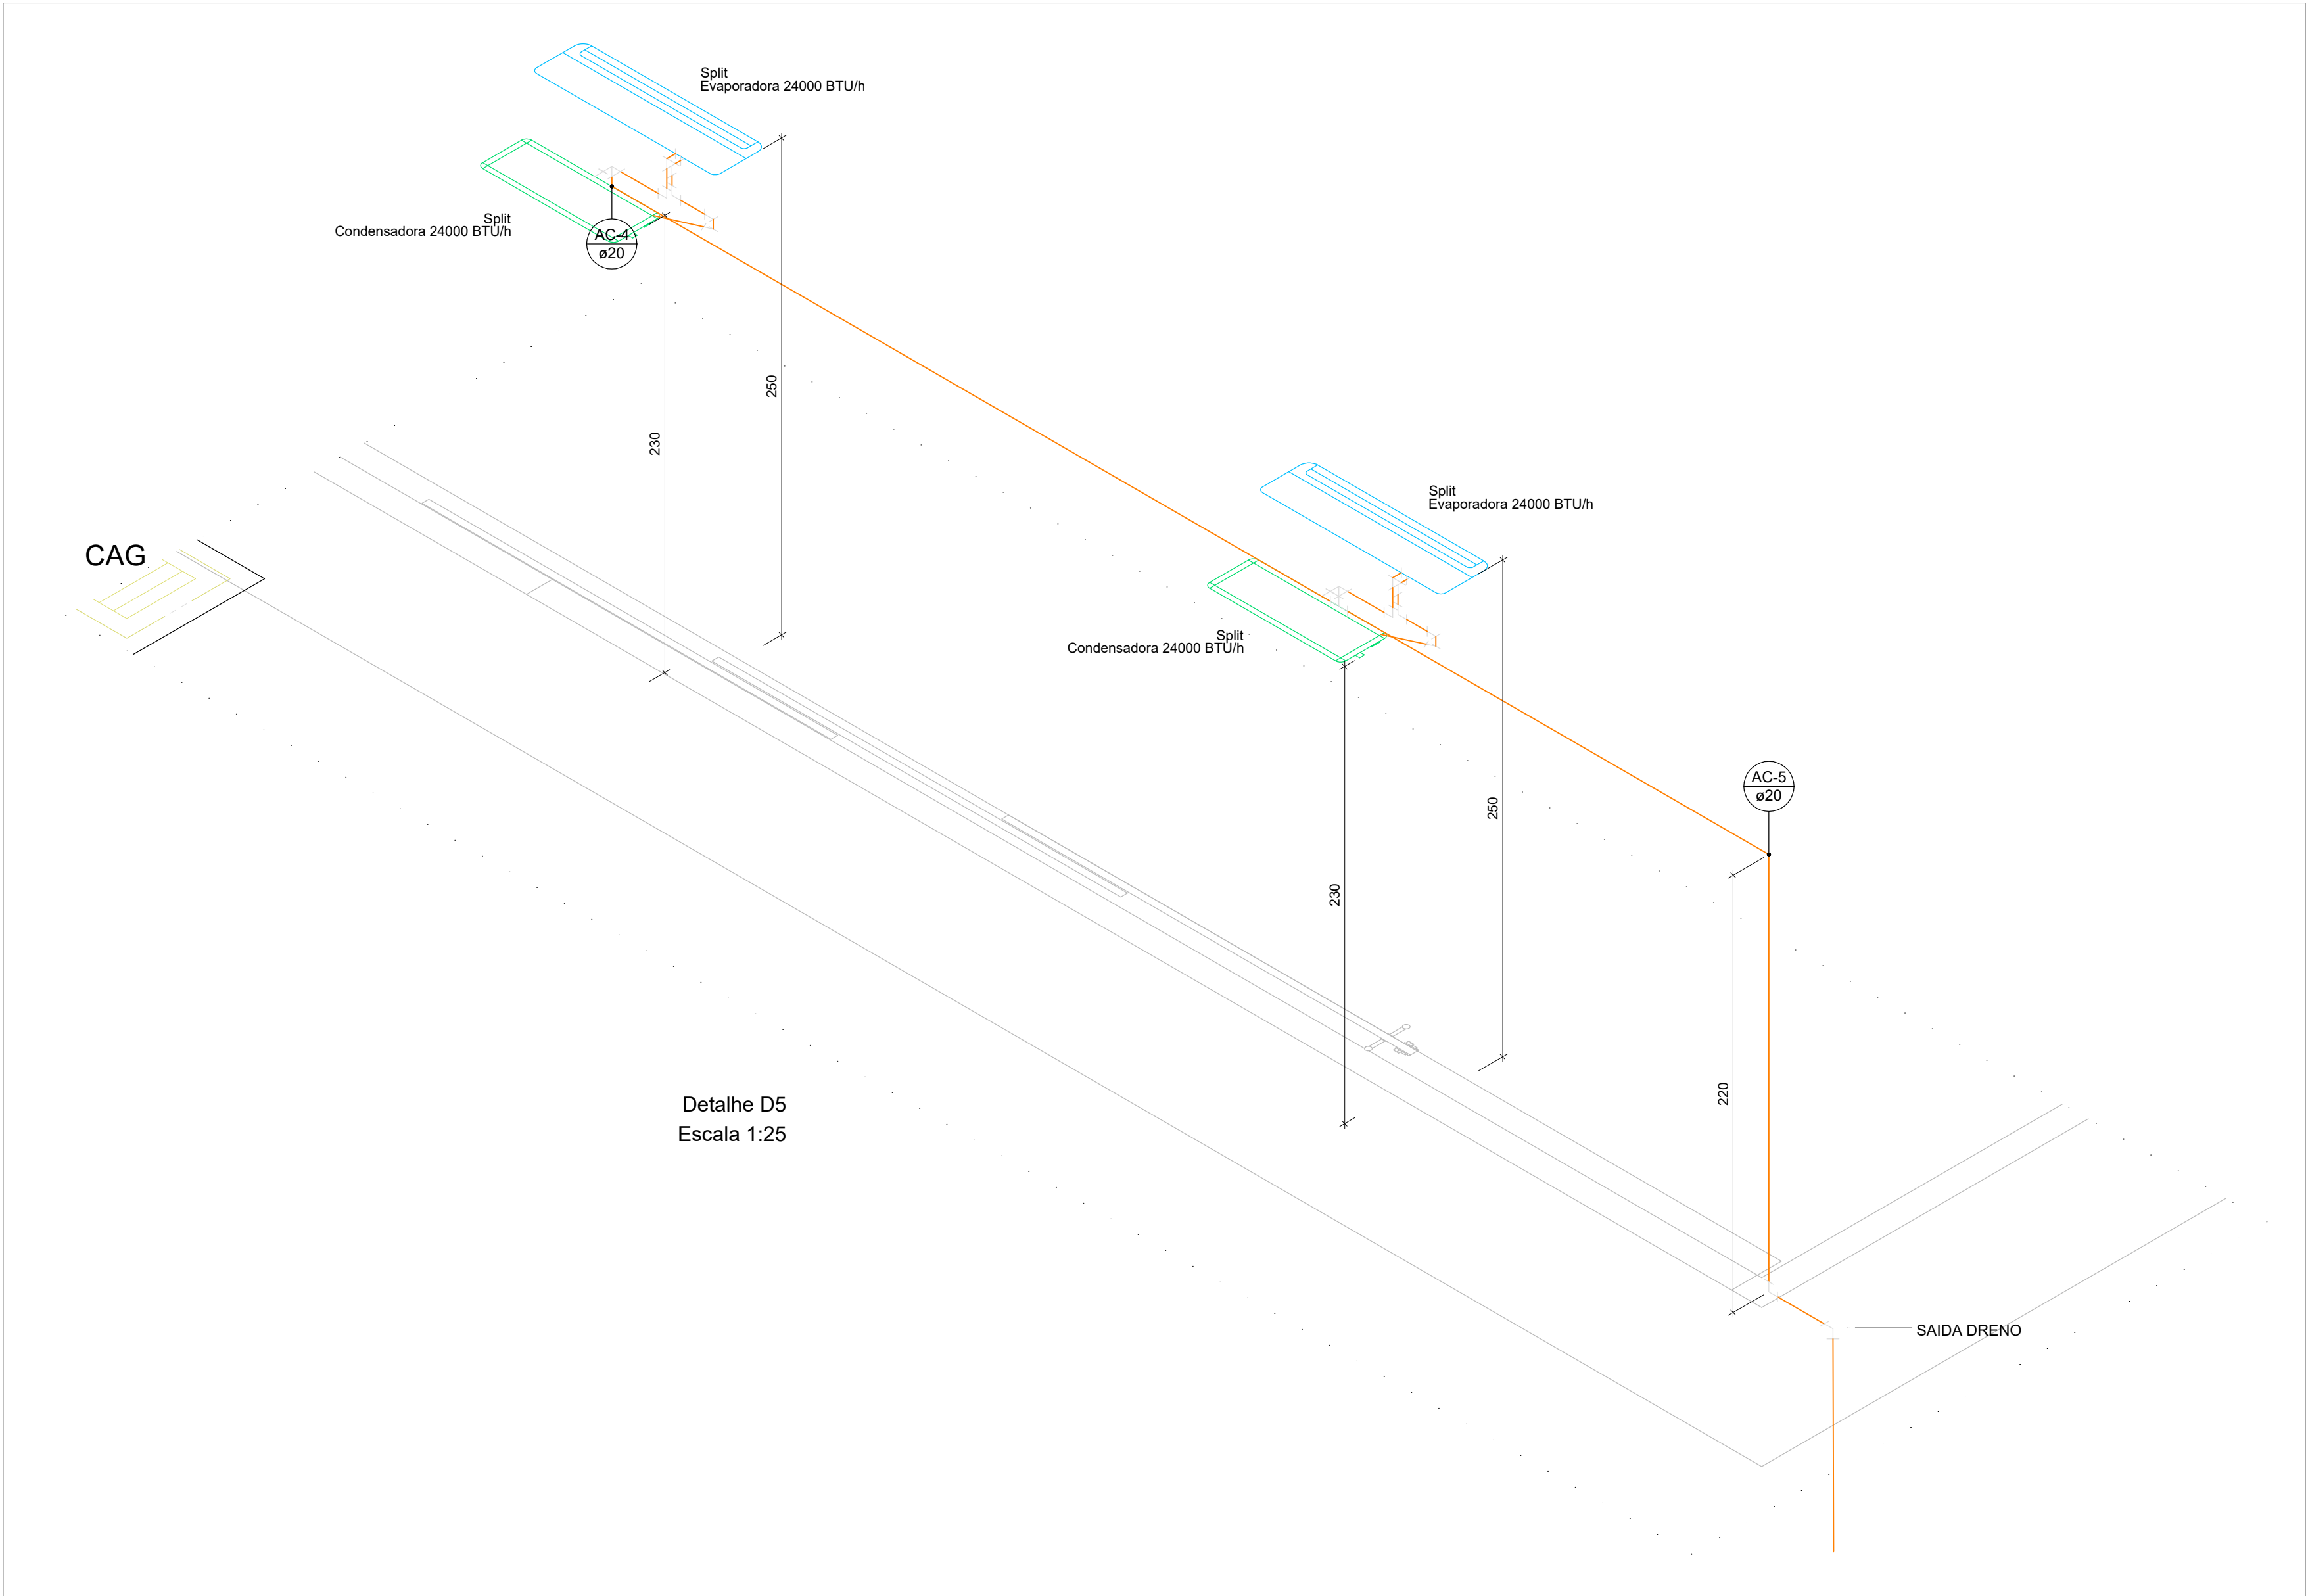 Split
Evaporadora 24000 BTU/h
Split
Condensadora 24000 BTU/h
AC-4
ø20
250
230
CAG
Split
Evaporadora 24000 BTU/h
Split
Condensadora 24000 BTU/h
AC-5
ø20
250
230
220
Detalhe D5
Escala 1:25
SAIDA DRENO